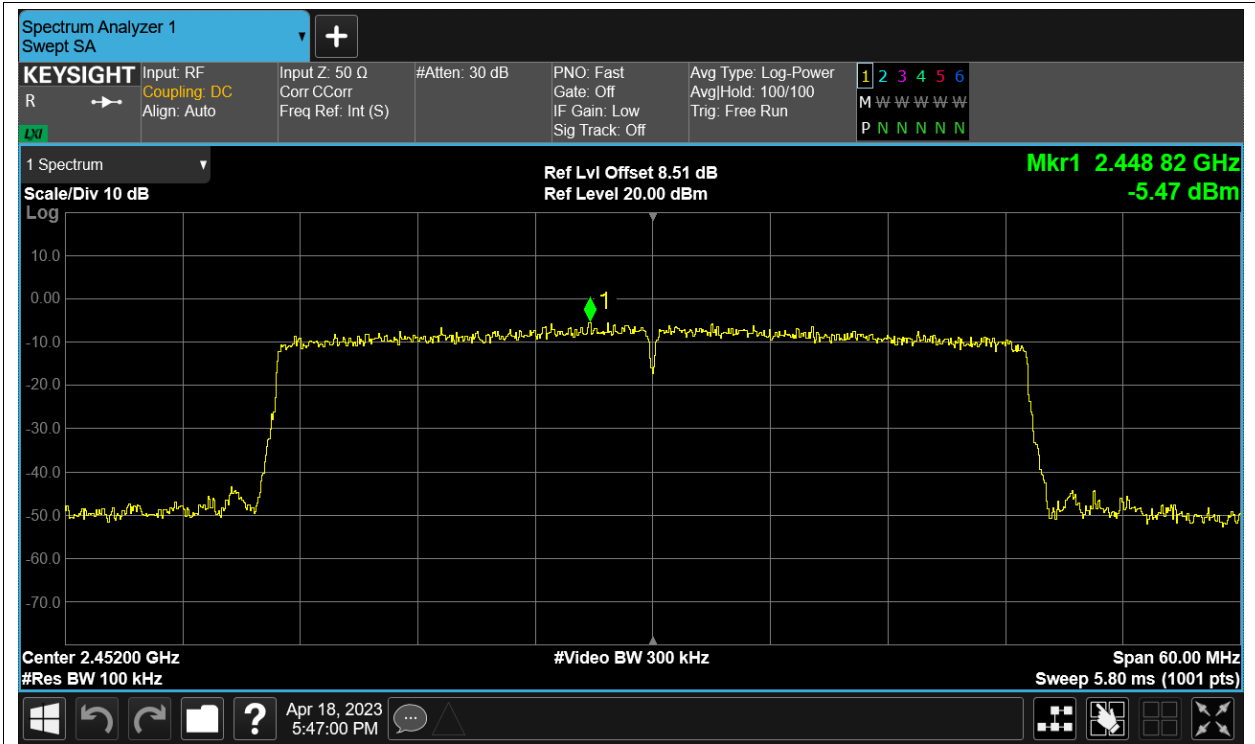 Spectrum Analyzer 1
Swept SA
KEYSIGHT
R
LXI
Input: RF
Coupling: DC
Align: Auto
Input Z: 50 Ω
Corr CCorr
Freq Ref: Int (S)
#Atten: 30 dB
PNO: Fast
Gate: Off
IF Gain: Low
Sig Track: Off
Avg Type: Log-Power
Avg|Hold: 100/100
Trig: Free Run
1 2 3 4 5 6
M W W W W W
P N N N N N
1 Spectrum
Scale/Div 10 dB
Ref Lvl Offset 8.51 dB
Ref Level 20.00 dBm
Mkr1 2.448 82 GHz
-5.47 dBm
Log
10.0
0.00
-10.0
-20.0
-30.0
-40.0
-50.0
-60.0
-70.0
1
Center 2.45200 GHz
#Res BW 100 kHz
#Video BW 300 kHz
Span 60.00 MHz
Sweep 5.80 ms (1001 pts)
?
Apr 18, 2023
5:47:00 PM